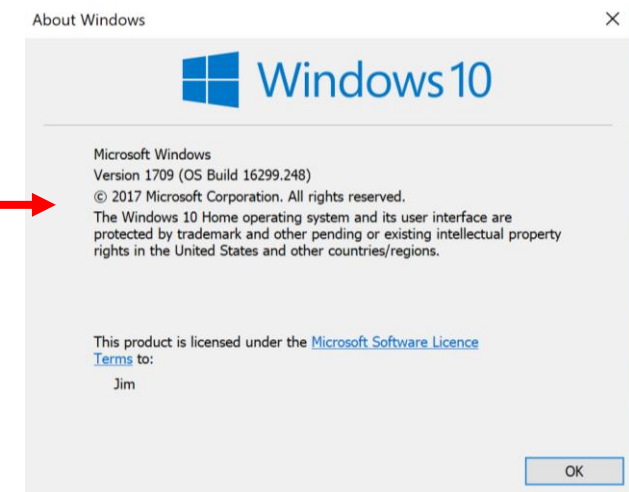 About Windows
Windows 10
Microsoft Windows
Version 1709 (OS Build 16299.248)
© 2017 Microsoft Corporation. All rights reserved.
The Windows 10 Home operating system and its user interface are
protected by trademark and other pending or existing intellectual property
rights in the United States and other countries/regions.
This product is licensed under the Microsoft Software Licence
Terms to:
Jim
OK